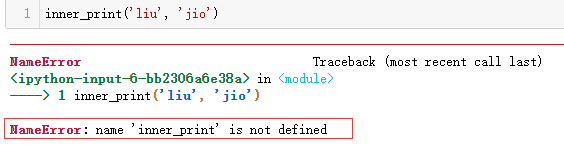 1 inner_print('liu', 'jio')
NameError Traceback (most recent call last)
<ipython-input-6-bb2306a6e38a> in <module>
----> 1 inner_print('liu', 'jio')
NameError: name 'inner_print' is not defined